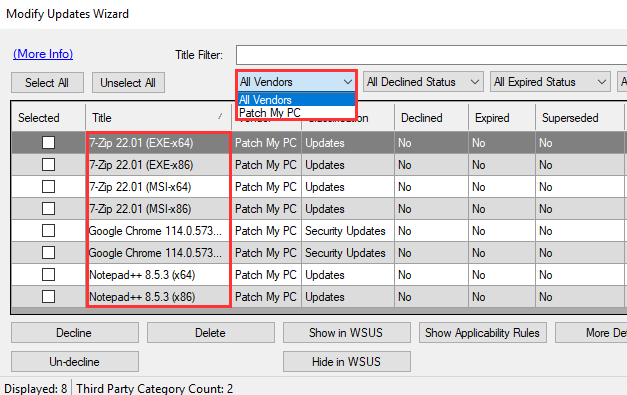 Modify Updates Wizard
(More Info) Title Filter:
Select All Unselect All All Vendors All Declined Status All Expired Status
All Vendors
Patch My PC
Selected Title Declined Expired Superseded
7-Zip 22.01 (EXE-x64) Patch My PC Updates No No No
7-Zip 22.01 (EXE-x86) Patch My PC Updates No No No
7-Zip 22.01 (MSI-x64) Patch My PC Updates No No No
7-Zip 22.01 (MSI-x86) Patch My PC Updates No No No
Google Chrome 114.0.573... Patch My PC Security Updates No No No
Google Chrome 114.0.573... Patch My PC Security Updates No No No
Notepad++ 8.5.3 (x64) Patch My PC Updates No No No
Notepad++ 8.5.3 (x86) Patch My PC Updates No No No
Decline Delete Show in WSUS Show Applicability Rules More Det
Un-decline Hide in WSUS
Displayed: 8 Third Party Category Count: 2